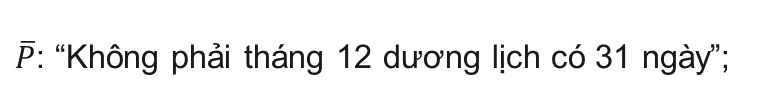 P̅: “Không phải tháng 12 dương lịch có 31 ngày”;